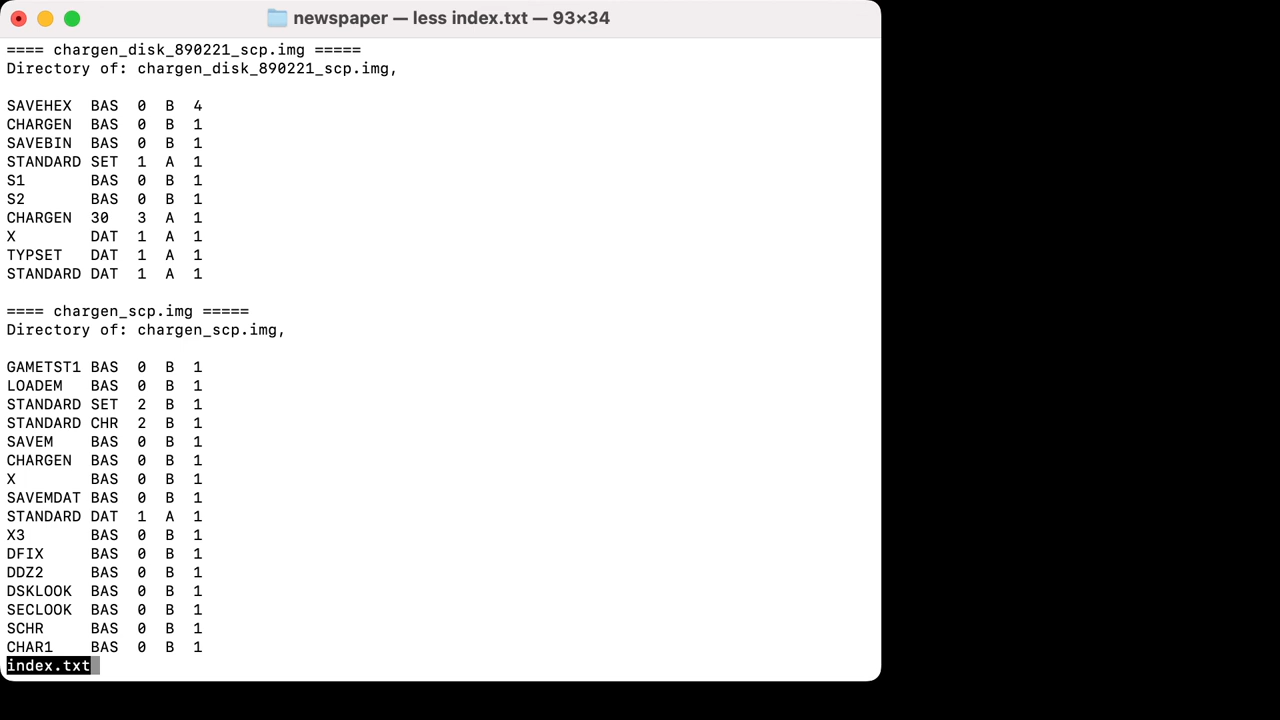 newspaper — less index.txt — 93×34
==== chargen_disk_890221_scp.img =====
Directory of: chargen_disk_890221_scp.img,
SAVEHEX  BAS  0  B  4
CHARGEN  BAS  0  B  1
SAVEBIN  BAS  0  B  1
STANDARD SET  1  A  1
S1       BAS  0  B  1
S2       BAS  0  B  1
CHARGEN  30   3  A  1
X        DAT  1  A  1
TYPSET   DAT  1  A  1
STANDARD DAT  1  A  1
==== chargen_scp.img =====
Directory of: chargen_scp.img,
GAMETST1 BAS  0  B  1
LOADEM   BAS  0  B  1
STANDARD SET  2  B  1
STANDARD CHR  2  B  1
SAVEM    BAS  0  B  1
CHARGEN  BAS  0  B  1
X        BAS  0  B  1
SAVEMDAT BAS  0  B  1
STANDARD DAT  1  A  1
X3       BAS  0  B  1
DFIX     BAS  0  B  1
DDZ2     BAS  0  B  1
DSKLOOK  BAS  0  B  1
SECLOOK  BAS  0  B  1
SCHR     BAS  0  B  1
CHAR1    BAS  0  B  1
index.txt